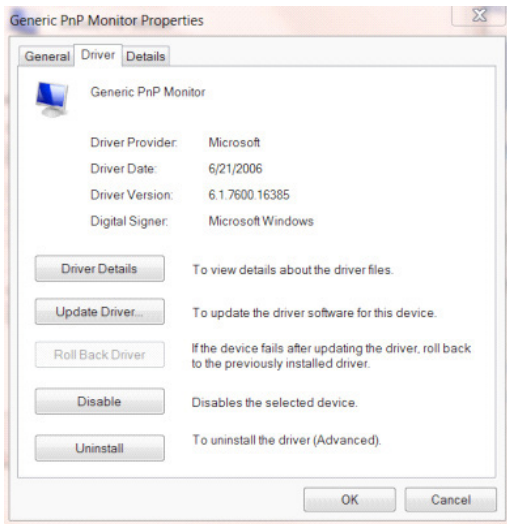 Generic PnP Monitor Properties
General Driver Details
Generic PnP Monitor
Driver Provider: Microsoft
Driver Date: 6/21/2006
Driver Version: 6.1.7600.16385
Digital Signer: Microsoft Windows
Driver Details To view details about the driver files.
Update Driver... To update the driver software for this device.
Roll Back Driver If the device fails after updating the driver, roll back
to the previously installed driver.
Disable Disables the selected device.
Uninstall To uninstall the driver (Advanced).
OK Cancel